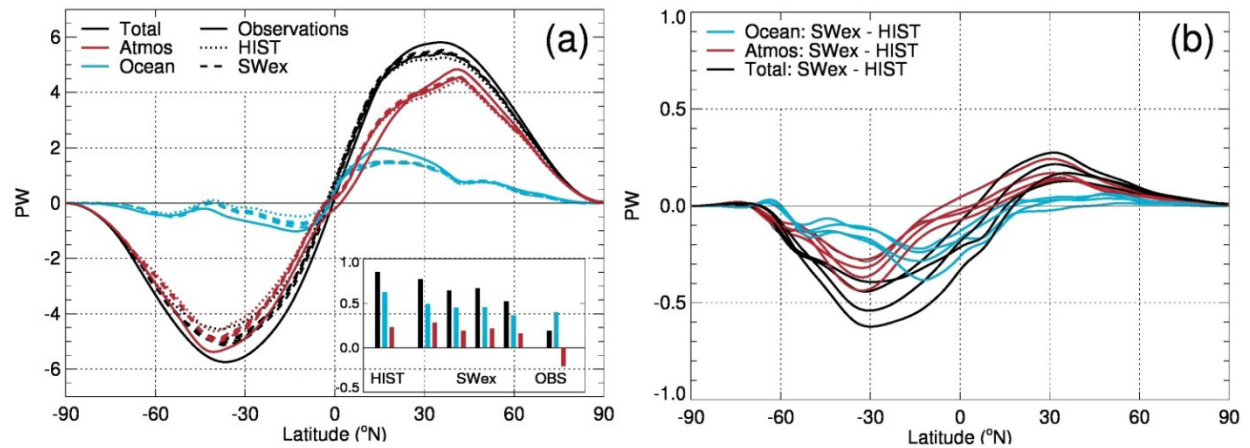 Total Observations
Atmos HIST
Ocean SWex
(a)
6
4
2
0
-2
-4
-6
PW
-90 -60 -30 0 30 60 90
Latitude (°N)
1.0
0.5
0.0
-0.5
HIST SWex OBS
Ocean: SWex - HIST
Atmos: SWex - HIST
Total: SWex - HIST
(b)
1.0
0.5
0.0
-0.5
-1.0
PW
-90 -60 -30 0 30 60 90
Latitude (°N)